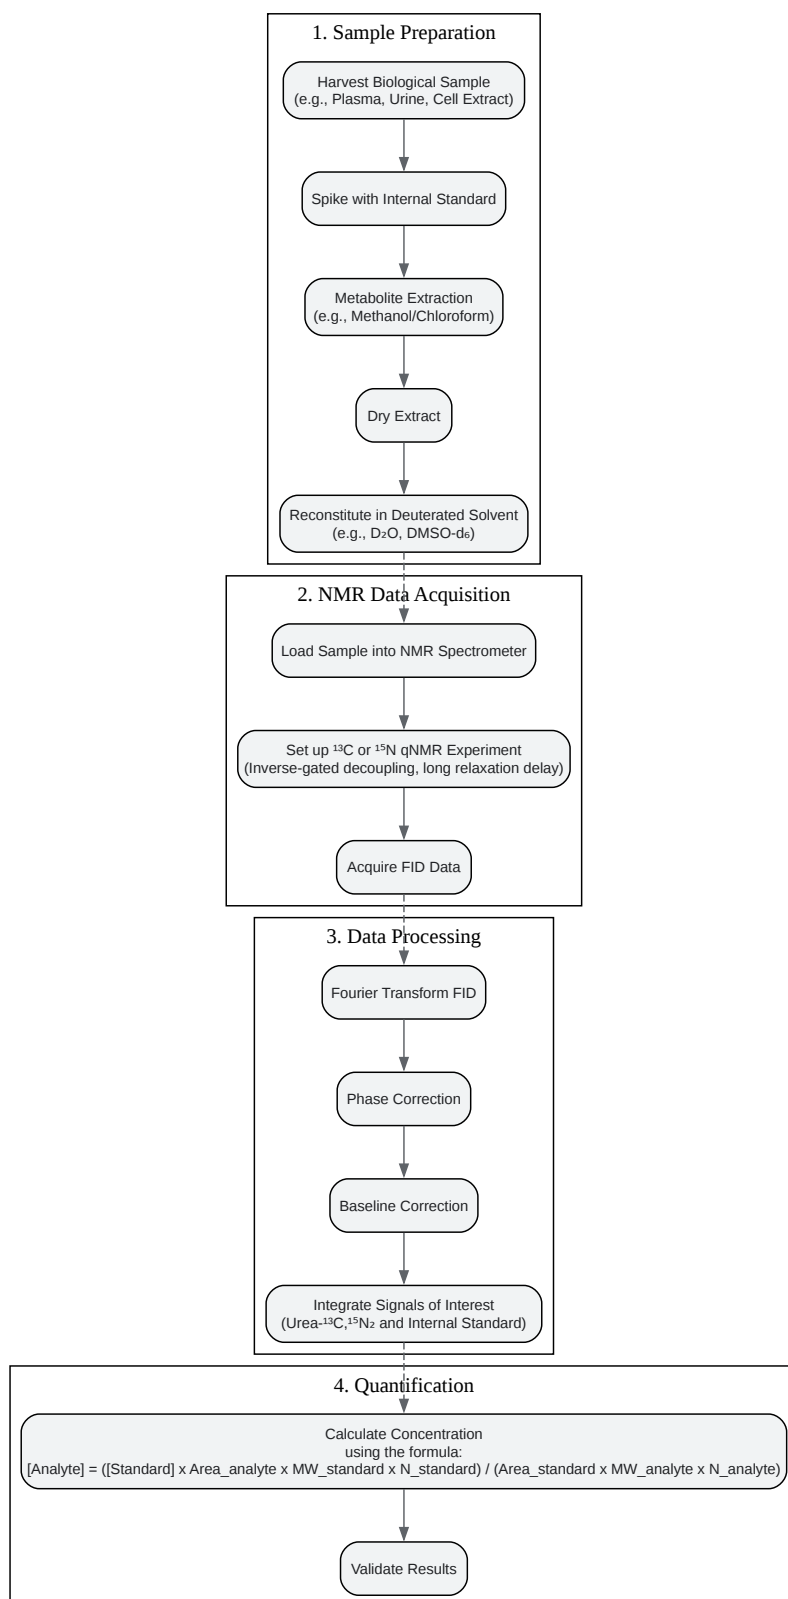 1. Sample Preparation
Harvest Biological Sample
(e.g., Plasma, Urine, Cell Extract)
Spike with Internal Standard
Metabolite Extraction
(e.g., Methanol/Chloroform)
Dry Extract
Reconstitute in Deuterated Solvent
(e.g., D₂O, DMSO-d₆)
2. NMR Data Acquisition
Load Sample into NMR Spectrometer
Set up ¹³C or ¹⁵N qNMR Experiment
(Inverse-gated decoupling, long relaxation delay)
Acquire FID Data
3. Data Processing
Fourier Transform FID
Phase Correction
Baseline Correction
Integrate Signals of Interest
(Urea-¹³C,¹⁵N₂ and Internal Standard)
4. Quantification
Calculate Concentration
using the formula:
[Analyte] = ([Standard] x Area_analyte x MW_standard x N_standard) / (Area_standard x MW_analyte x N_analyte)
Validate Results